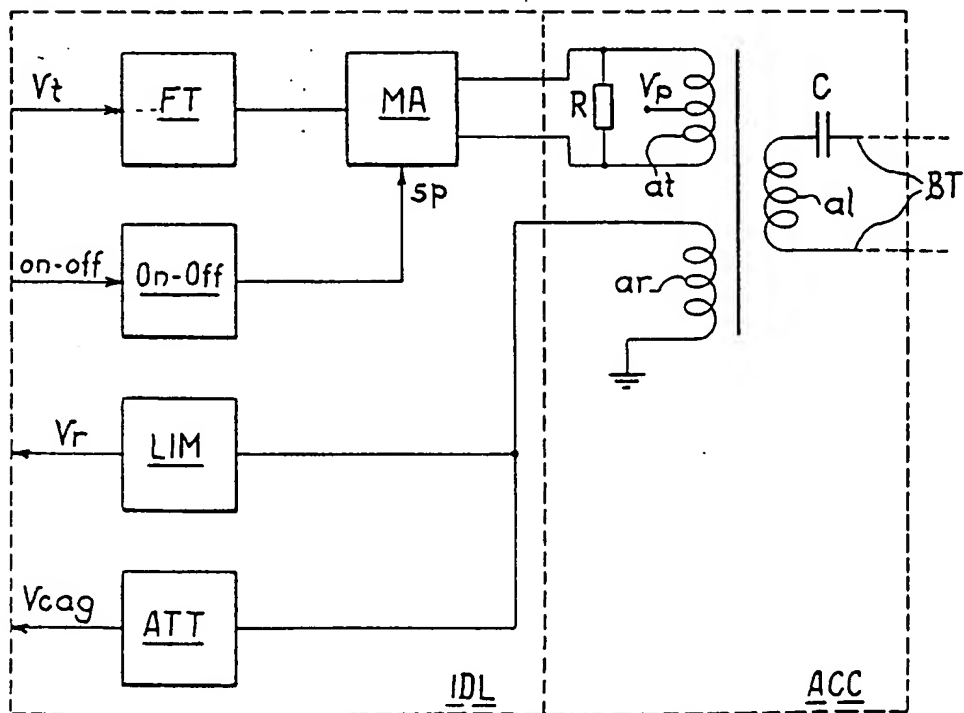 Vt
FT
MA
R
Vp
at
C
BT
al
sp
on-off
On-Off
ar
Vr
LIM
Vcag
ATT
IDL
ACC